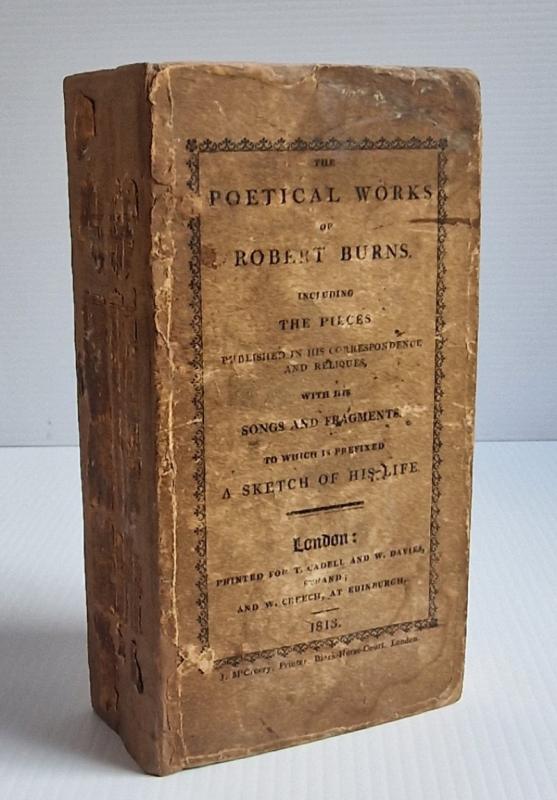 THE
POETICAL WORKS
OF
ROBERT BURNS.
INCLUDING
THE PIECES
PUBLISHED IN HIS CORRESPONDENCE
AND RELIQUES,
WITH HIS
SONGS AND FRAGMENTS.
TO WHICH IS PREFIXED
A SKETCH OF HIS LIFE.
London:
PRINTED FOR T. CADELL AND W. DAVIES,
STRAND;
AND W. CREECH, AT EDINBURGH,
1813.
J. McCreery, Printer, Black-Horse-Court, London.